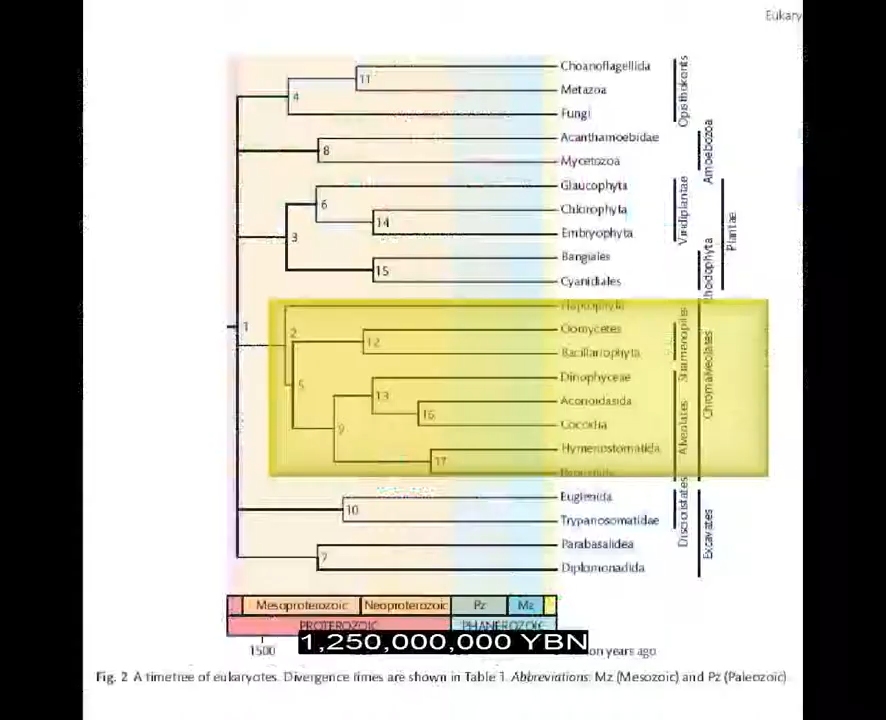 Eukary
Choanoflagellida
Metazoa
Fungi
Acanthamoebidae
Mycetozoa
Glaucophyta
Chlorophyta
Embryophyta
Bangiales
Cyanidiales
Haptophyta
Oomycetes
Bacillariophyta
Dinophyceae
Aconoidasida
Coccidia
Hymenostomatida
Euglenida
Trypanosomatidae
Parabasalidea
Diplomonadida
Opisthokonts
Amoebozoa
Viridiplantae
Plantae
Rhodophyta
Stramenopiles
Chromalveolates
Alveolates
Discicristates
Excavates
11
4
8
6
14
3
15
1
2
12
5
13
16
9
17
10
7
Mesoproterozoic Neoproterozoic Pz Mz
PROTEROZOIC PHANEROZOIC
1,250,000,000 YBN
1500 on years ago
Fig. 2 A timetree of eukaryotes. Divergence times are shown in Table 1. Abbreviations: Mz (Mesozoic) and Pz (Paleozoic)